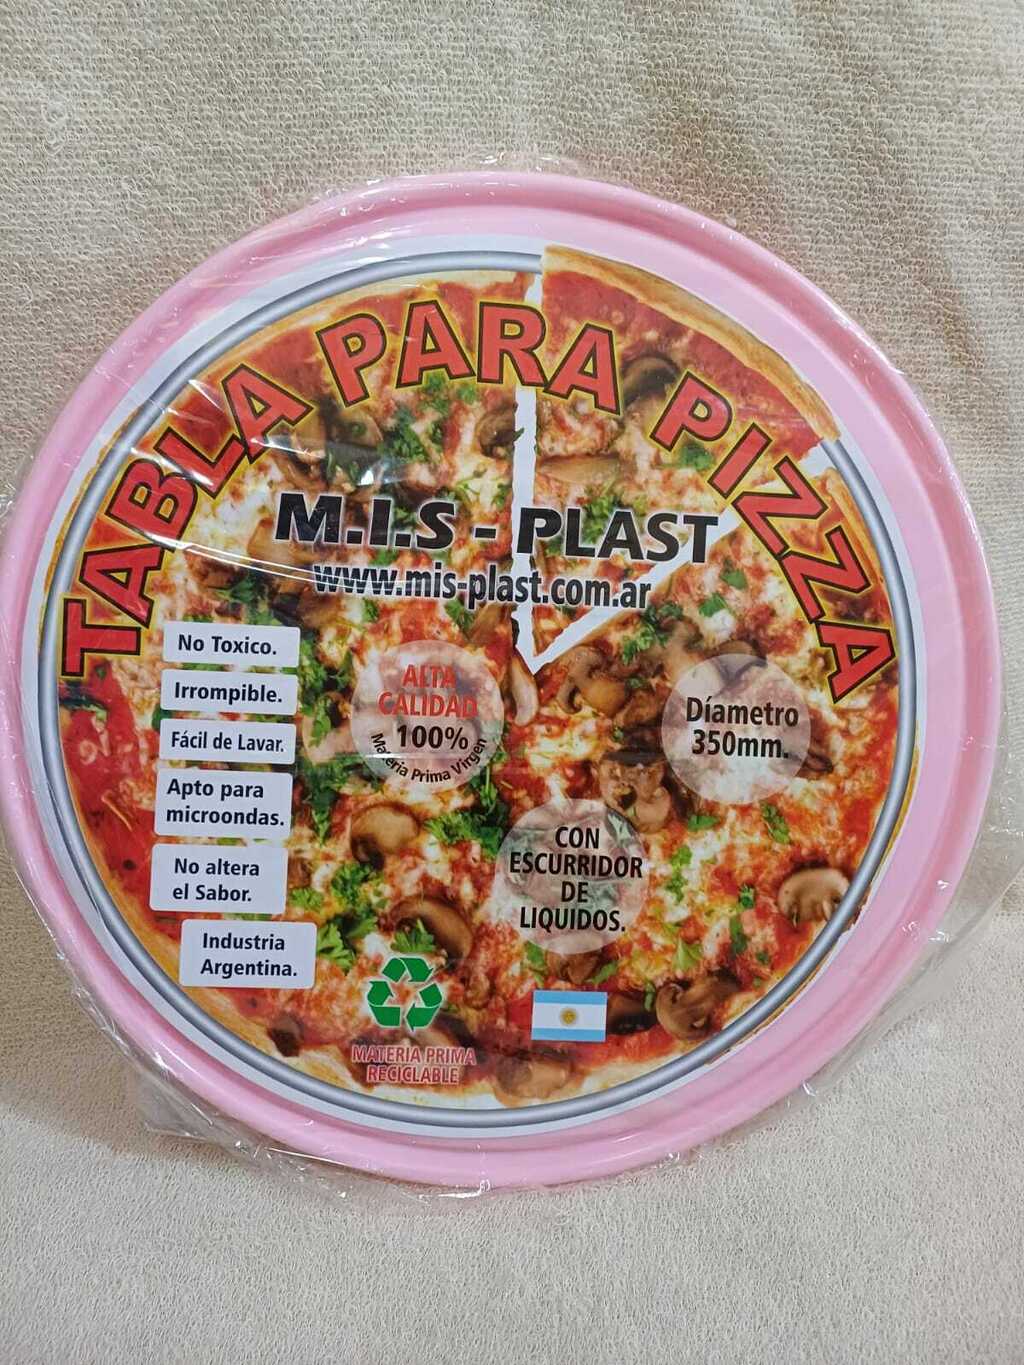 TABLA PARA PIZZA
M.I.S - PLAST
www.mis-plast.com.ar
No Toxico.
Irrompible.
Fácil de Lavar.
Apto para
microondas.
No altera
el Sabor.
Industria
Argentina.
ALTA
CALIDAD
100%
Materia Prima Virgen
Díametro
350mm.
CON
ESCURRIDOR
DE
LIQUIDOS.
MATERIA PRIMA
RECICLABLE